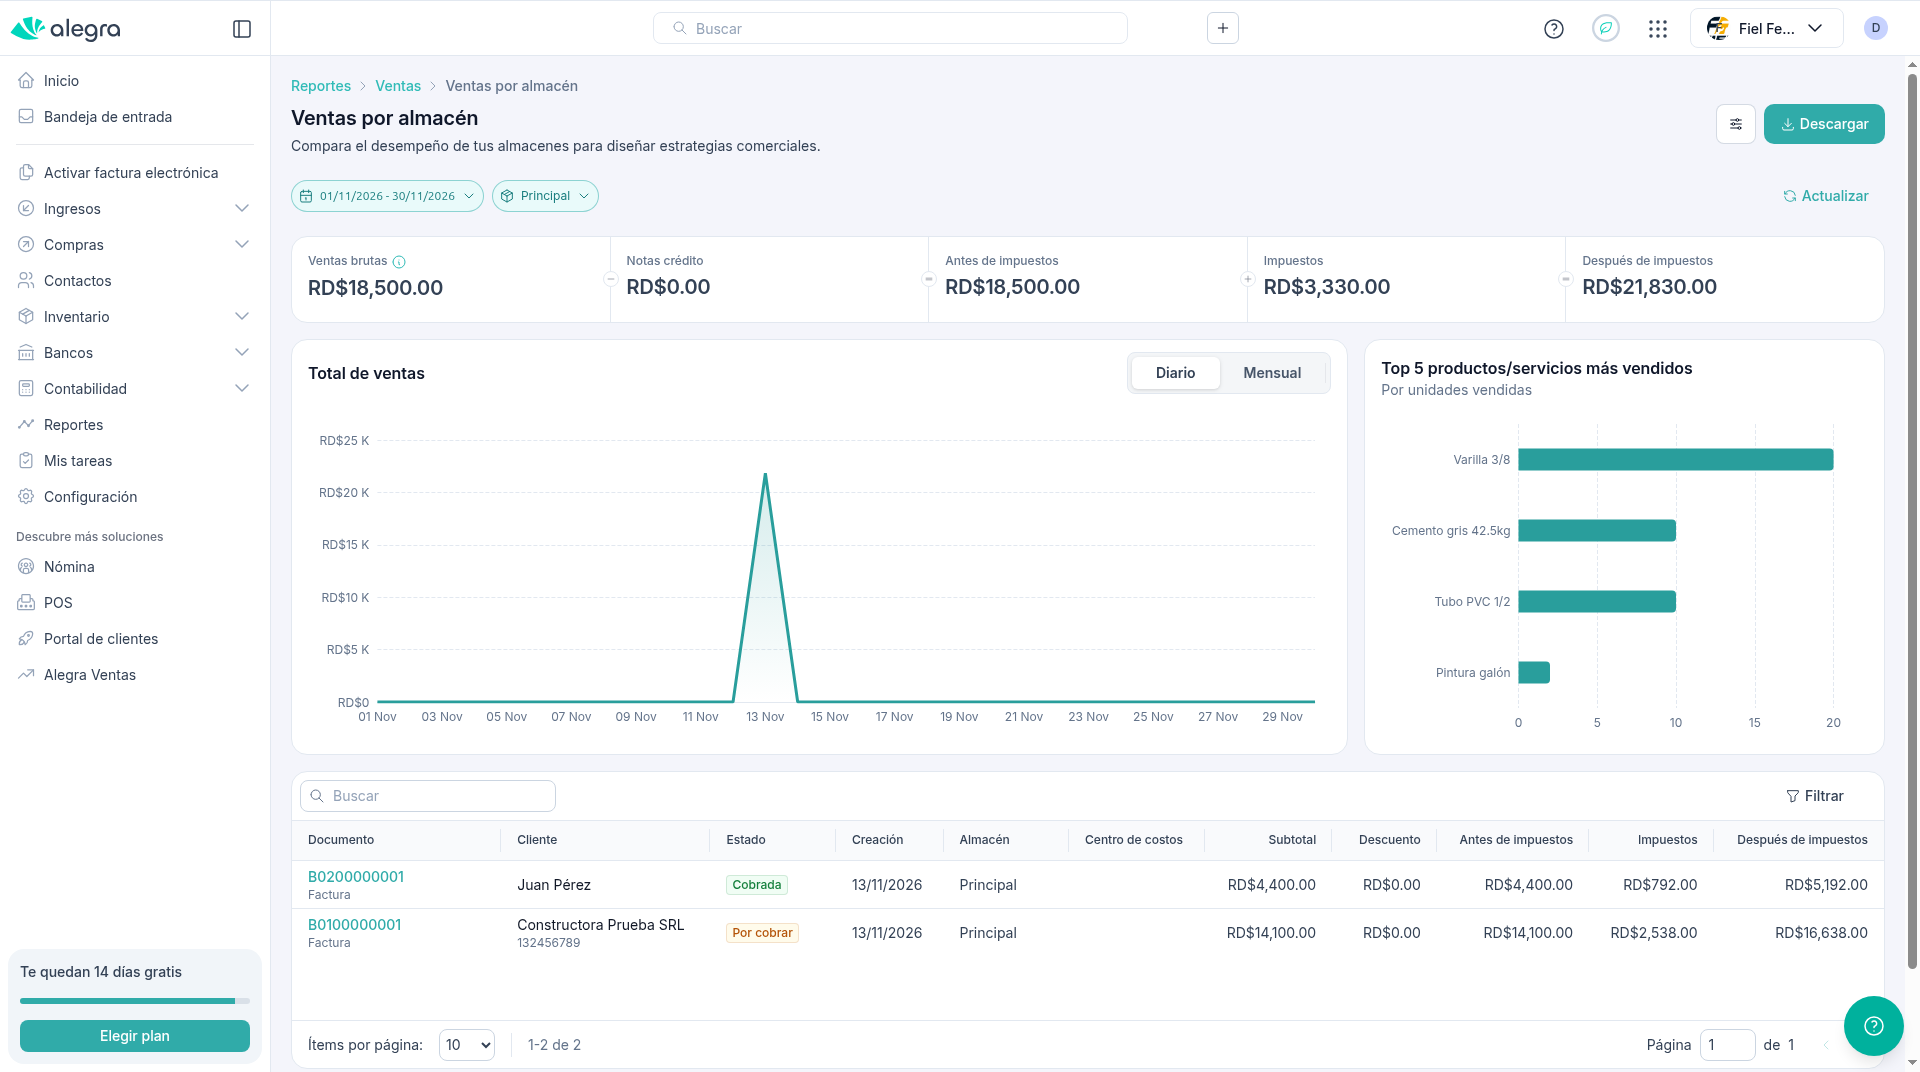 alegra
Buscar
Fiel Fe...
D
Inicio
Bandeja de entrada
Activar factura electrónica
Ingresos
Compras
Contactos
Inventario
Bancos
Contabilidad
Reportes
Mis tareas
Configuración
Descubre más soluciones
Nómina
POS
Portal de clientes
Alegra Ventas
Te quedan 14 días gratis
Elegir plan
Reportes > Ventas > Ventas por almacén
Ventas por almacén
Compara el desempeño de tus almacenes para diseñar estrategias comerciales.
Descargar
01/11/2026 - 30/11/2026
Principal
Actualizar
Ventas brutas
RD$18,500.00
Notas crédito
RD$0.00
Antes de impuestos
RD$18,500.00
Impuestos
RD$3,330.00
Después de impuestos
RD$21,830.00
Total de ventas
Diario Mensual
RD$25 K
RD$20 K
RD$15 K
RD$10 K
RD$5 K
RD$0
01 Nov 03 Nov 05 Nov 07 Nov 09 Nov 11 Nov 13 Nov 15 Nov 17 Nov 19 Nov 21 Nov 23 Nov 25 Nov 27 Nov 29 Nov
Top 5 productos/servicios más vendidos
Por unidades vendidas
Varilla 3/8
Cemento gris 42.5kg
Tubo PVC 1/2
Pintura galón
0 5 10 15 20
Buscar
Filtrar
Documento Cliente Estado Creación Almacén Centro de costos Subtotal Descuento Antes de impuestos Impuestos Después de impuestos
B0200000001
Factura
Juan Pérez Cobrada 13/11/2026 Principal RD$4,400.00 RD$0.00 RD$4,400.00 RD$792.00 RD$5,192.00
B0100000001
Factura
Constructora Prueba SRL
132456789
Por cobrar 13/11/2026 Principal RD$14,100.00 RD$0.00 RD$14,100.00 RD$2,538.00 RD$16,638.00
Ítems por página: 10 1-2 de 2
Página 1 de 1